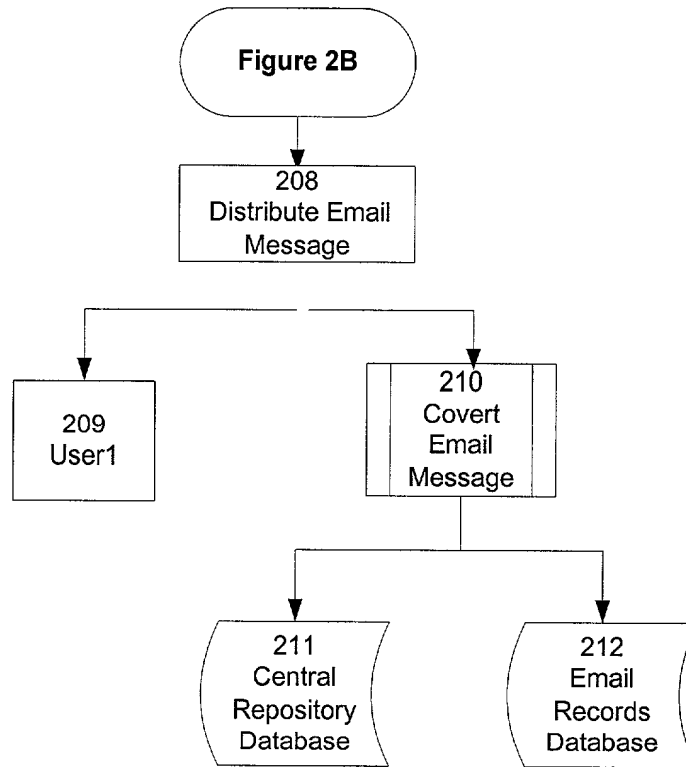 Figure 2B
208
Distribute Email
Message
209
User1
210
Covert
Email
Message
211
Central
Repository
Database
212
Email
Records
Database